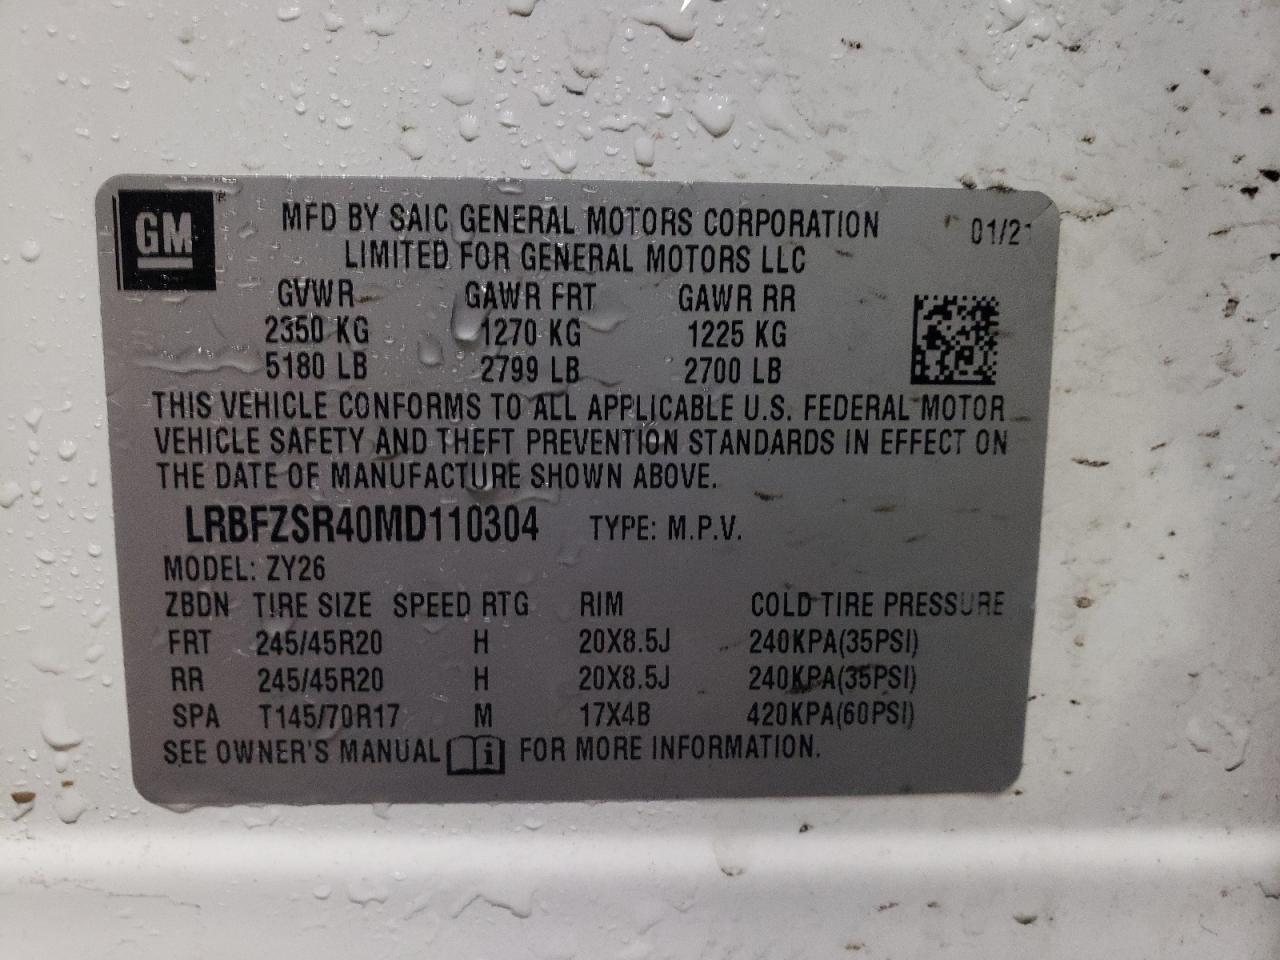 GM
MFD BY SAIC GENERAL MOTORS CORPORATION 01/21
LIMITED FOR GENERAL MOTORS LLC
GVWR GAWR FRT GAWR RR
2350 KG 1270 KG 1225 KG
5180 LB 2799 LB 2700 LB
THIS VEHICLE CONFORMS TO ALL APPLICABLE U.S. FEDERAL MOTOR
VEHICLE SAFETY AND THEFT PREVENTION STANDARDS IN EFFECT ON
THE DATE OF MANUFACTURE SHOWN ABOVE.
LRBFZSR40MD110304 TYPE: M.P.V.
MODEL: ZY26
ZBDN TIRE SIZE SPEED RTG RIM COLD TIRE PRESSURE
FRT 245/45R20 H 20X8.5J 240KPA(35PSI)
RR 245/45R20 H 20X8.5J 240KPA(35PSI)
SPA T145/70R17 M 17X4B 420KPA(60PSI)
SEE OWNER'S MANUAL i FOR MORE INFORMATION.